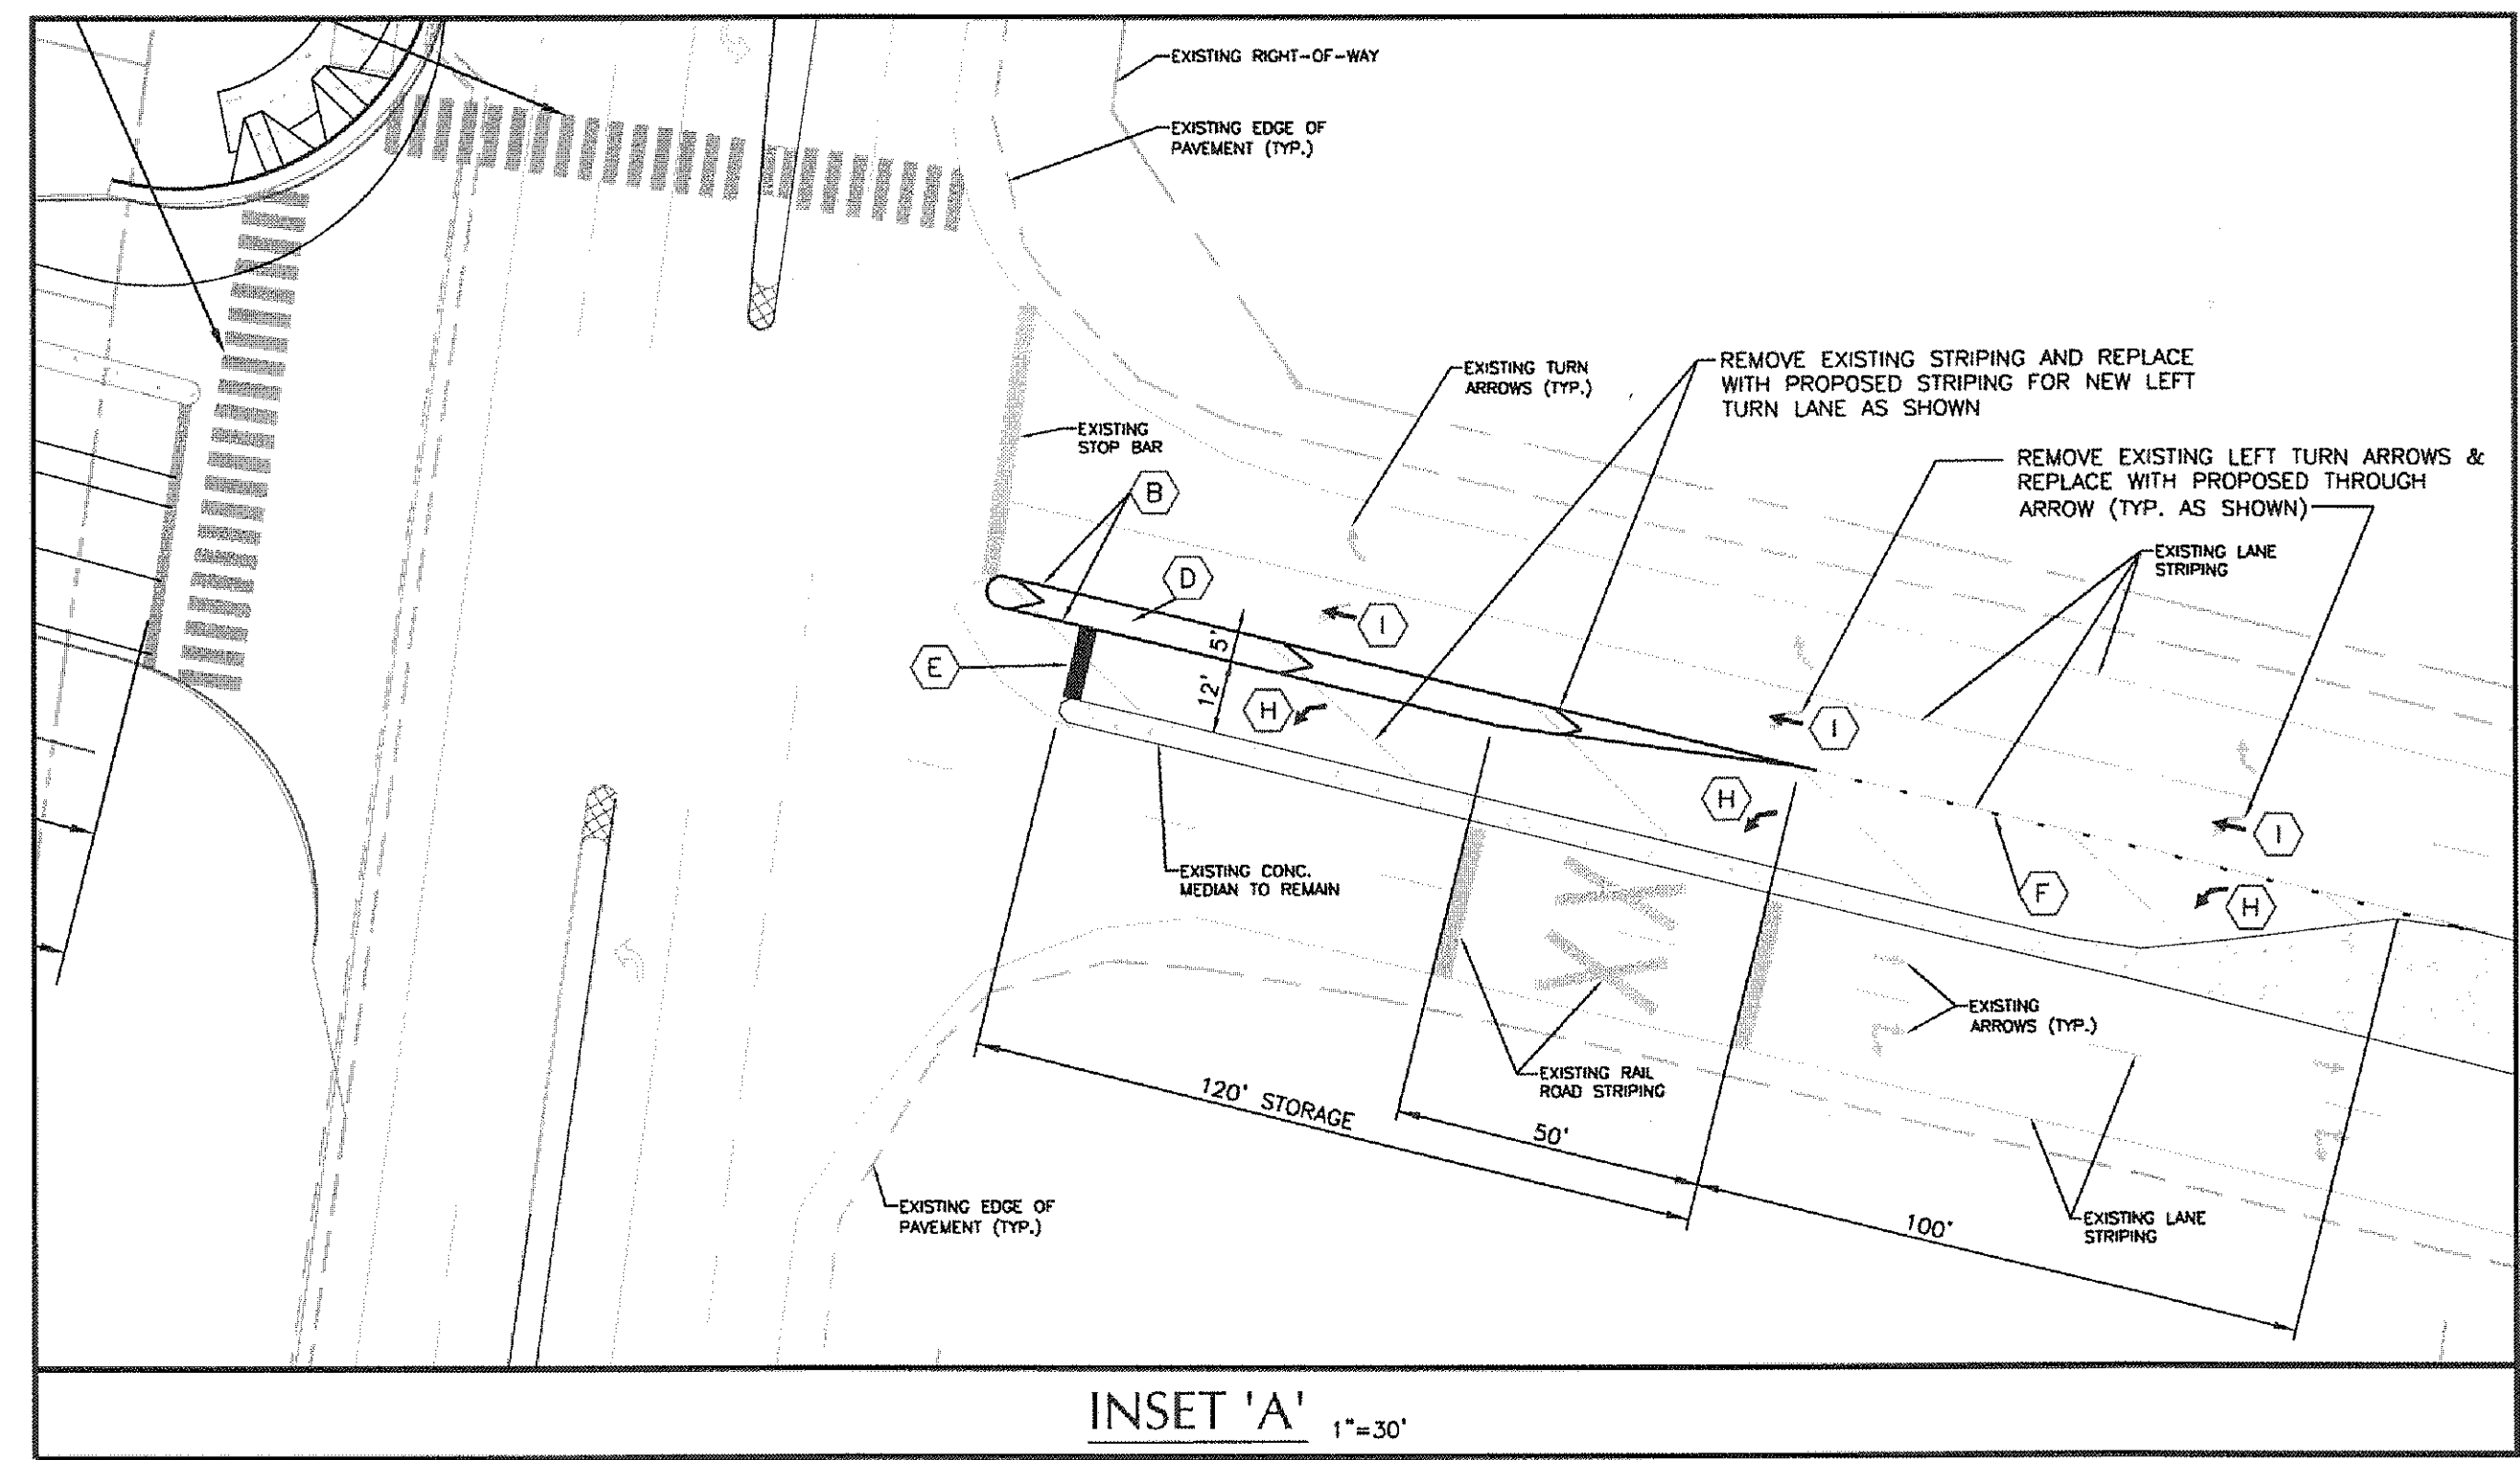 EXISTING RIGHT-OF-WAY
EXISTING EDGE OF
PAVEMENT (TYP.)
EXISTING TURN
ARROWS (TYP.)
REMOVE EXISTING STRIPING AND REPLACE
WITH PROPOSED STRIPING FOR NEW LEFT
TURN LANE AS SHOWN
EXISTING
STOP BAR
REMOVE EXISTING LEFT TURN ARROWS &
REPLACE WITH PROPOSED THROUGH
ARROW (TYP. AS SHOWN)
B
EXISTING LANE
STRIPING
D
I
5'
E
12'
H
I
H
I
EXISTING CONC.
MEDIAN TO REMAIN
F
H
EXISTING
ARROWS (TYP.)
EXISTING RAIL
ROAD STRIPING
120' STORAGE
50'
EXISTING EDGE OF
PAVEMENT (TYP.)
100'
EXISTING LANE
STRIPING
INSET 'A' 1"=30'